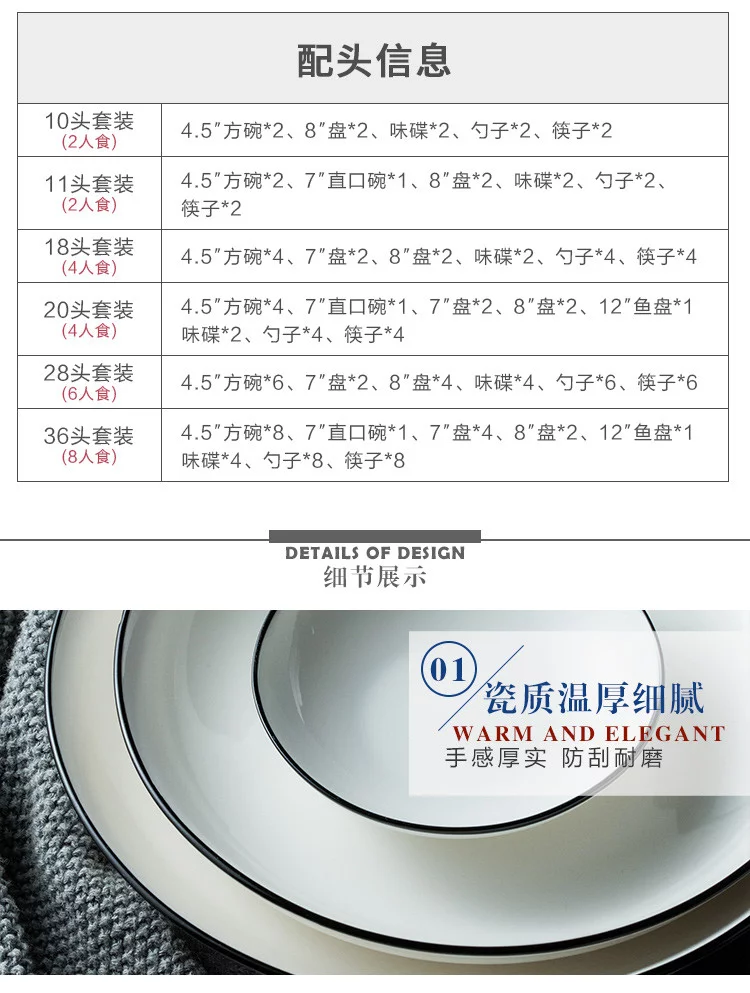 配头信息
10头套装
(2人食)
4.5″方碗*2、8″盘*2、味碟*2、勺子*2、筷子*2
11头套装
(2人食)
4.5″方碗*2、7″直口碗*1、8″盘*2、味碟*2、勺子*2、
筷子*2
18头套装
(4人食)
4.5″方碗*4、7″盘*2、8″盘*2、味碟*2、勺子*4、筷子*4
20头套装
(4人食)
4.5″方碗*4、7″直口碗*1、7″盘*2、8″盘*2、12″鱼盘*1
味碟*2、勺子*4、筷子*4
28头套装
(6人食)
4.5″方碗*6、7″盘*2、8″盘*4、味碟*4、勺子*6、筷子*6
36头套装
(8人食)
4.5″方碗*8、7″直口碗*1、7″盘*4、8″盘*2、12″鱼盘*1
味碟*4、勺子*8、筷子*8
DETAILS OF DESIGN
细节展示
01
瓷质温厚细腻
WARM AND ELEGANT
手感厚实 防刮耐磨